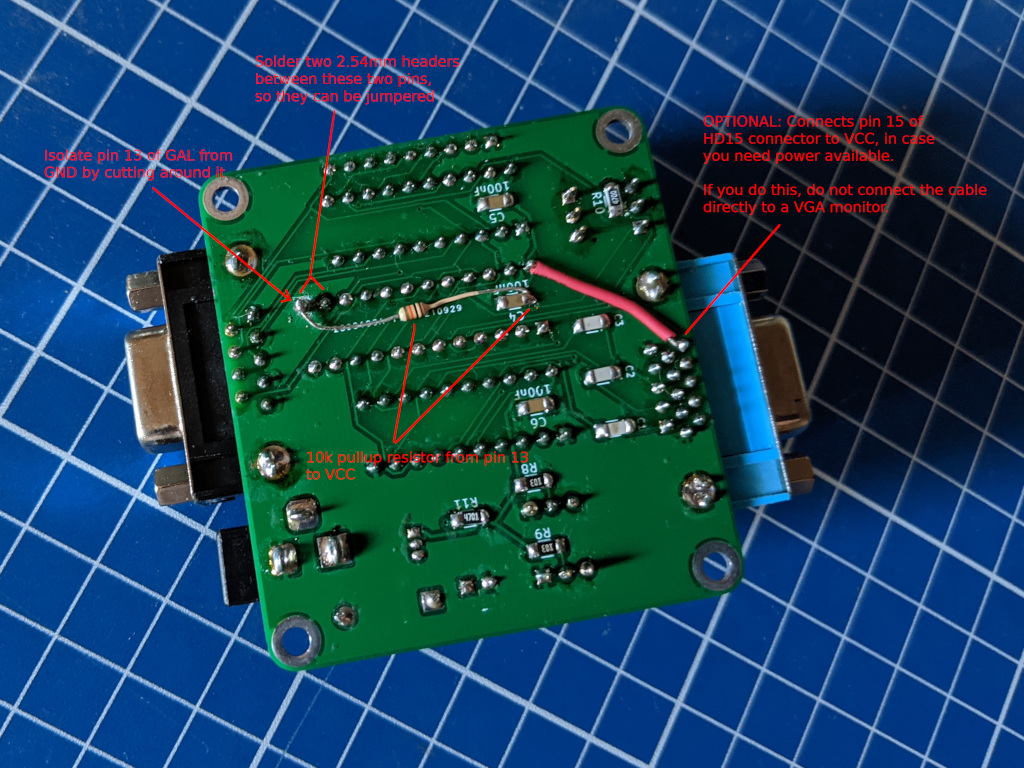 Solder two 2.54mm headers
between these two pins,
so they can be jumpered
OPTIONAL: Connects pin 15 of
HD15 connector to VCC, in case
you need power available.
If you do this, do not connect the cable
directly to a VGA monitor
Isolate pin 13 of GAL from
GND by cutting around it
10k pullup resistor from pin 13
to VCC
100nF
C5
R10
C4
C3
C2
100nF
C6
R8
103
R11
4701
R9
103